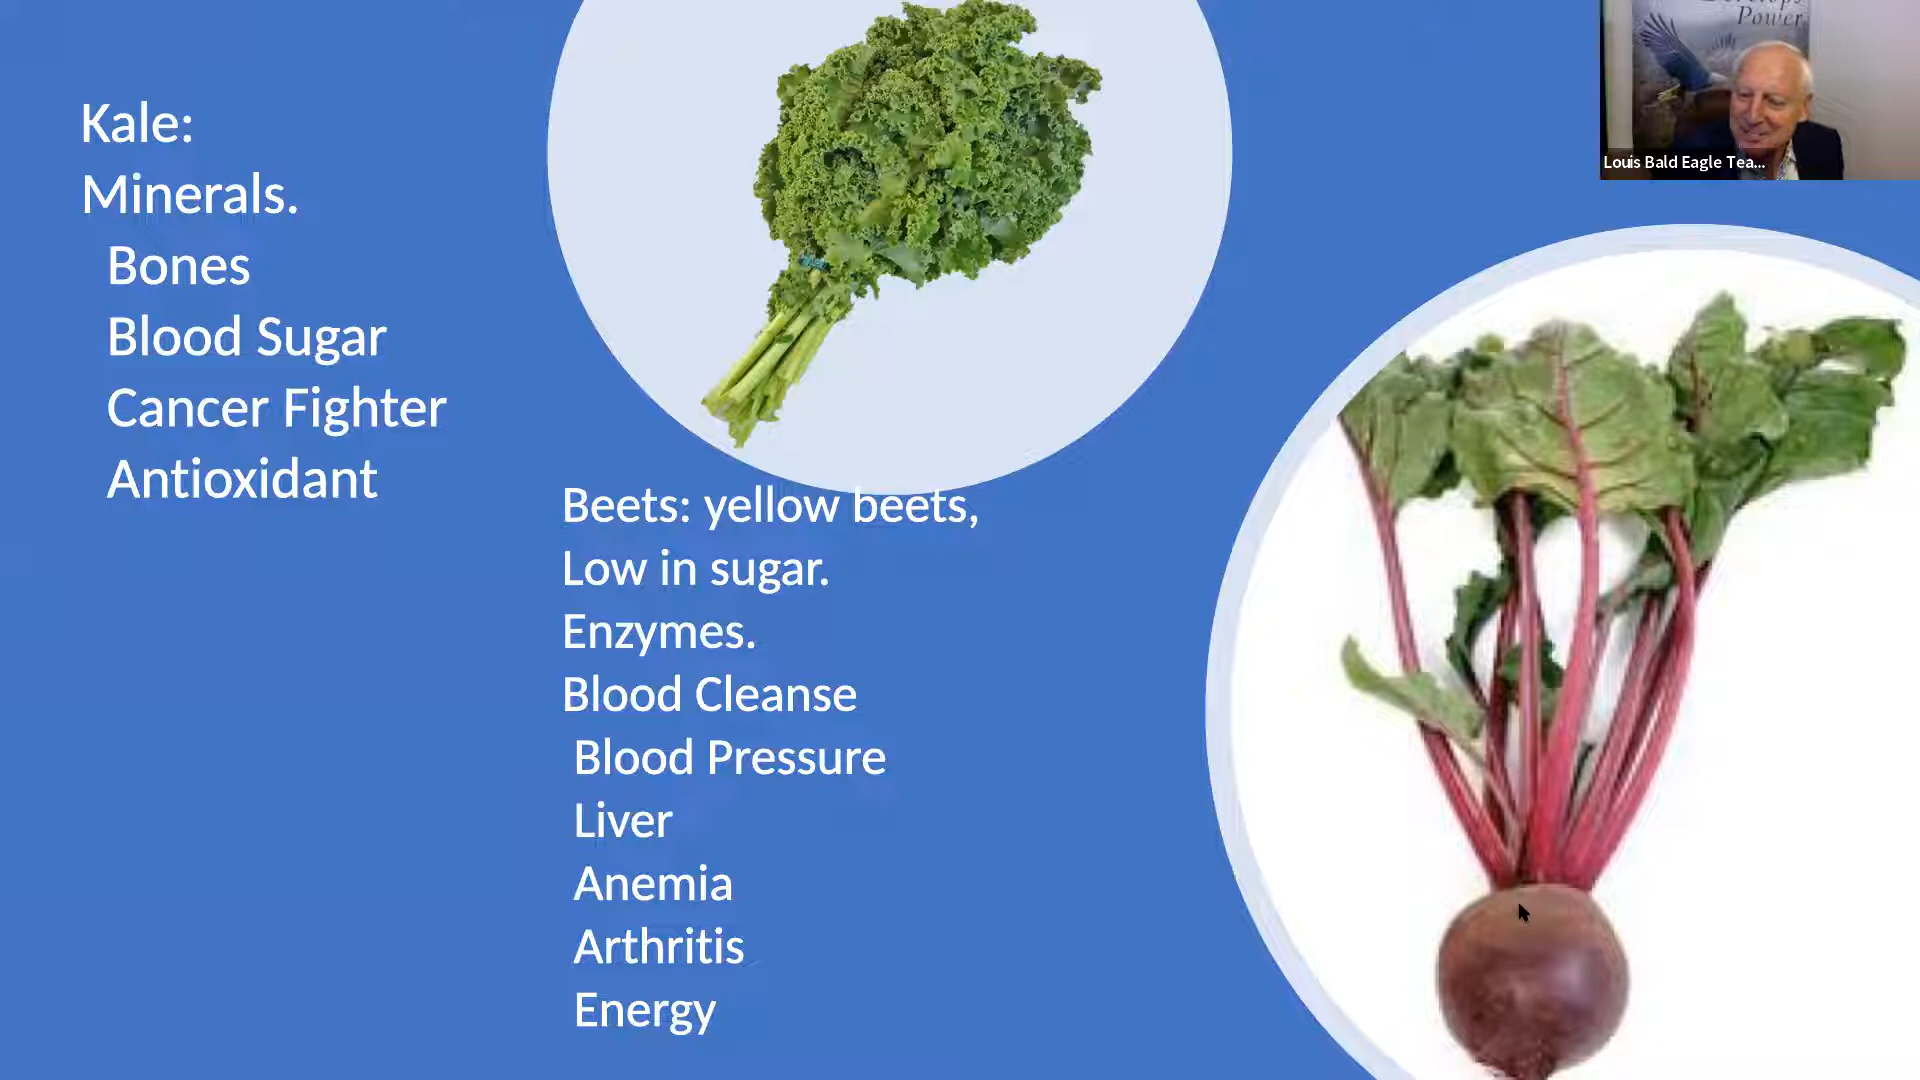 Power
Louis Bald Eagle Tea...
Kale:
Minerals.
Bones
Blood Sugar
Cancer Fighter
Antioxidant
Beets: yellow beets,
Low in sugar.
Enzymes.
Blood Cleanse
Blood Pressure
Liver
Anemia
Arthritis
Energy